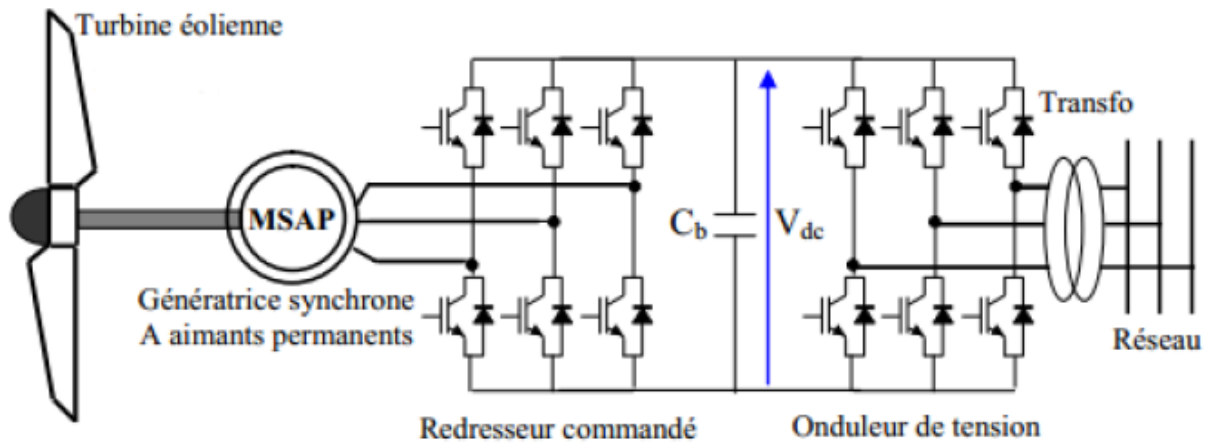 Turbine éolienne
Transfo
MSAP
C_b
V_dc
Génératrice synchrone
A aimants permanents
Réseau
Redresseur commandé
Onduleur de tension